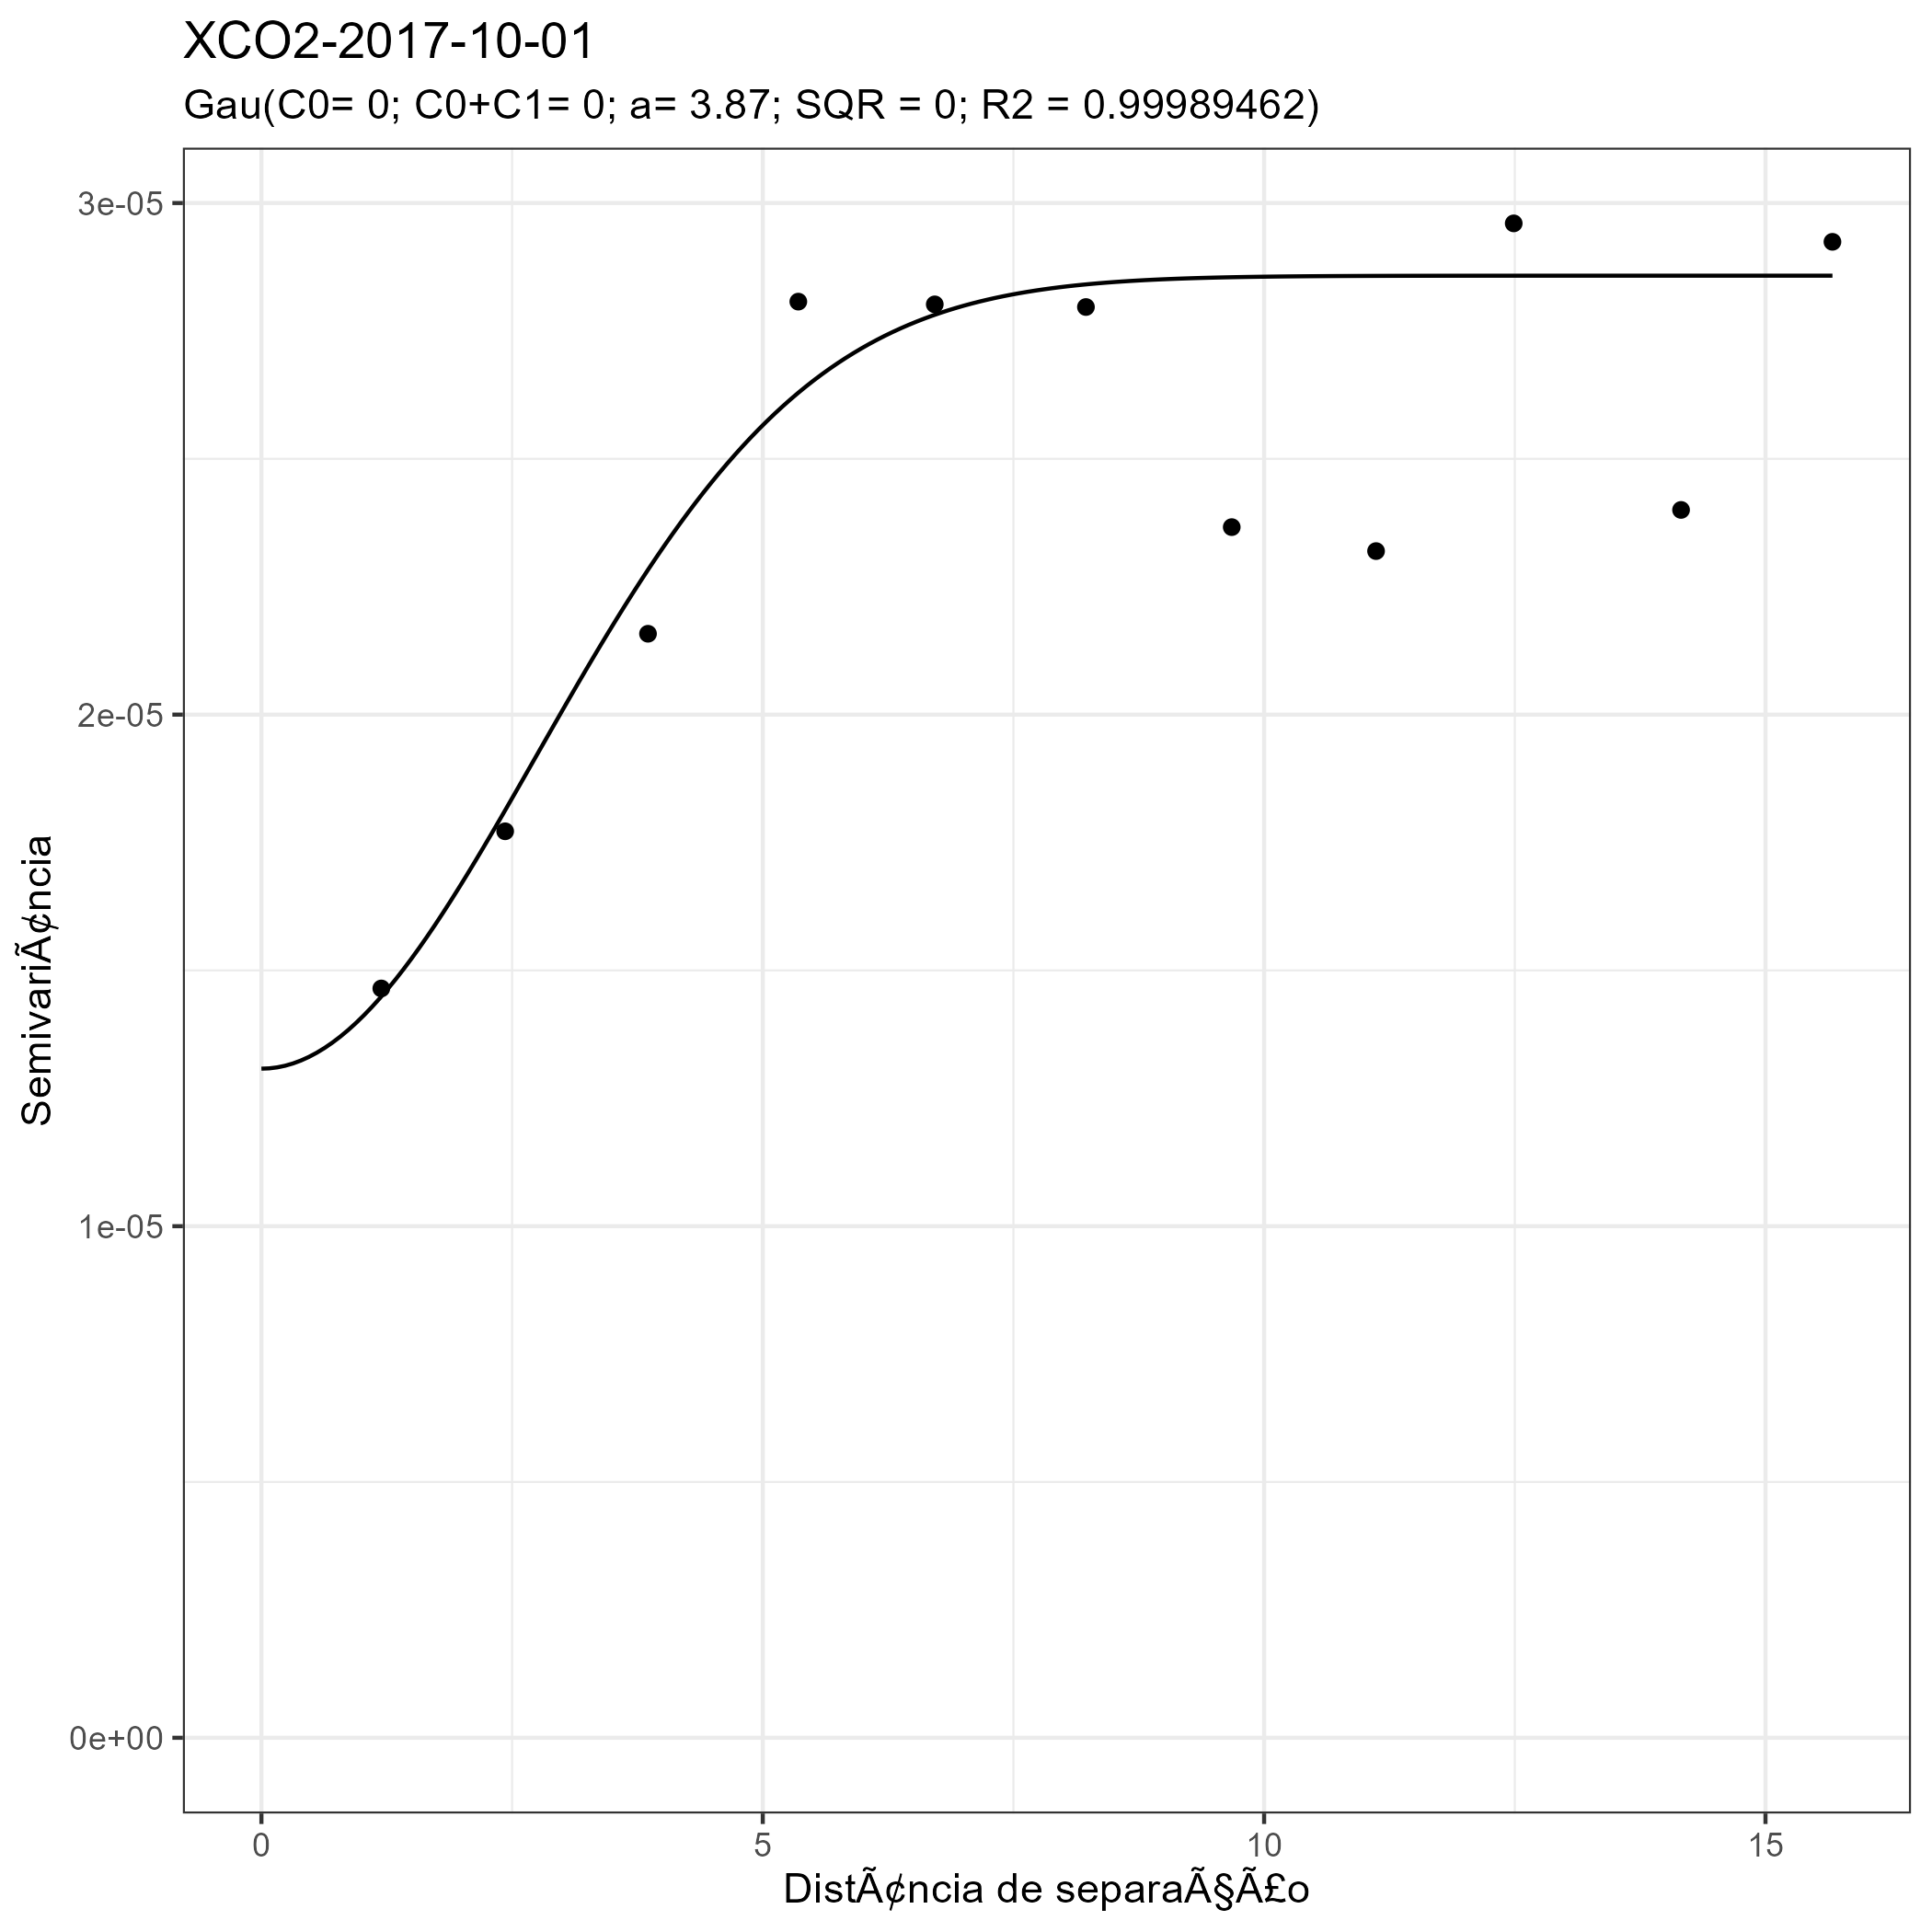 XCO2-2017-10-01
Gau(C0= 0; C0+C1= 0; a= 3.87; SQR = 0; R2 = 0.99989462)
3e-05
2e-05
1e-05
0e+00
SemivariÃ¢ncia
0 5 10 15
DistÃ¢ncia de separaÃ§Ã£o